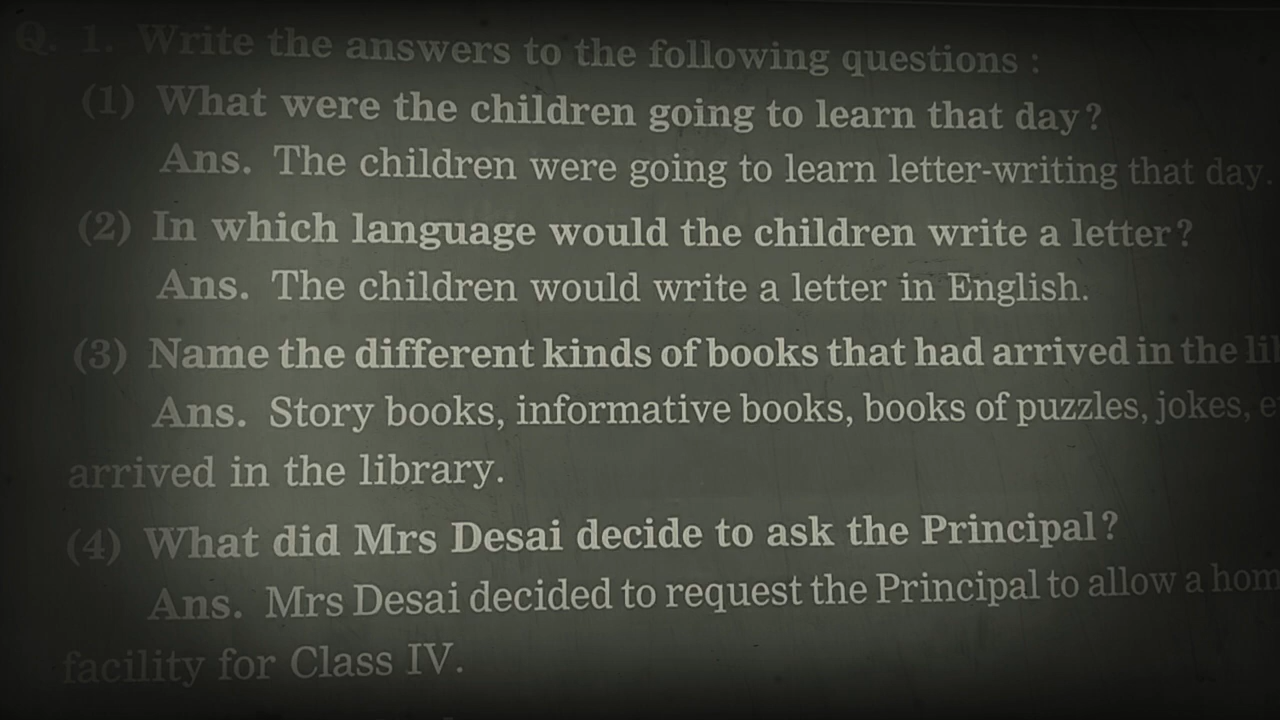 Q. 1. Write the answers to the following questions :
(1) What were the children going to learn that day?
Ans. The children were going to learn letter-writing that day.
(2) In which language would the children write a letter?
Ans. The children would write a letter in English.
(3) Name the different kinds of books that had arrived in the
Ans. Story books, informative books, books of puzzles, jokes,
arrived in the library.
(4) What did Mrs Desai decide to ask the Principal?
Ans. Mrs Desai decided to request the Principal to allow a
facility for Class IV.